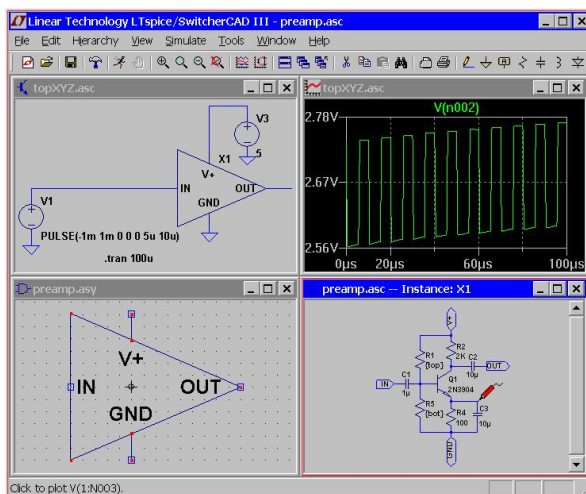 Linear Technology LTspice/SwitcherCAD III - preamp.asc
File Edit Hierarchy View Simulate Tools Window Help
topXYZ.asc
V3
5
X1
V+
IN
OUT
GND
V1
PULSE(-1m 1m 0 0 0 5u 10u)
.tran 100u
topXYZ.asc
V(n002)
2.78V
2.67V
2.56V
0µs
20µs
60µs
100µs
preamp.asy
V+
IN
OUT
GND
preamp.asc -- Instance: X1
V+
R1
{top}
R2
2K
C2
10µ
OUT
IN
C1
1µ
Q1
2N3904
R5
{bot}
R4
100
C3
10µ
GND
Click to plot V(1:N003).